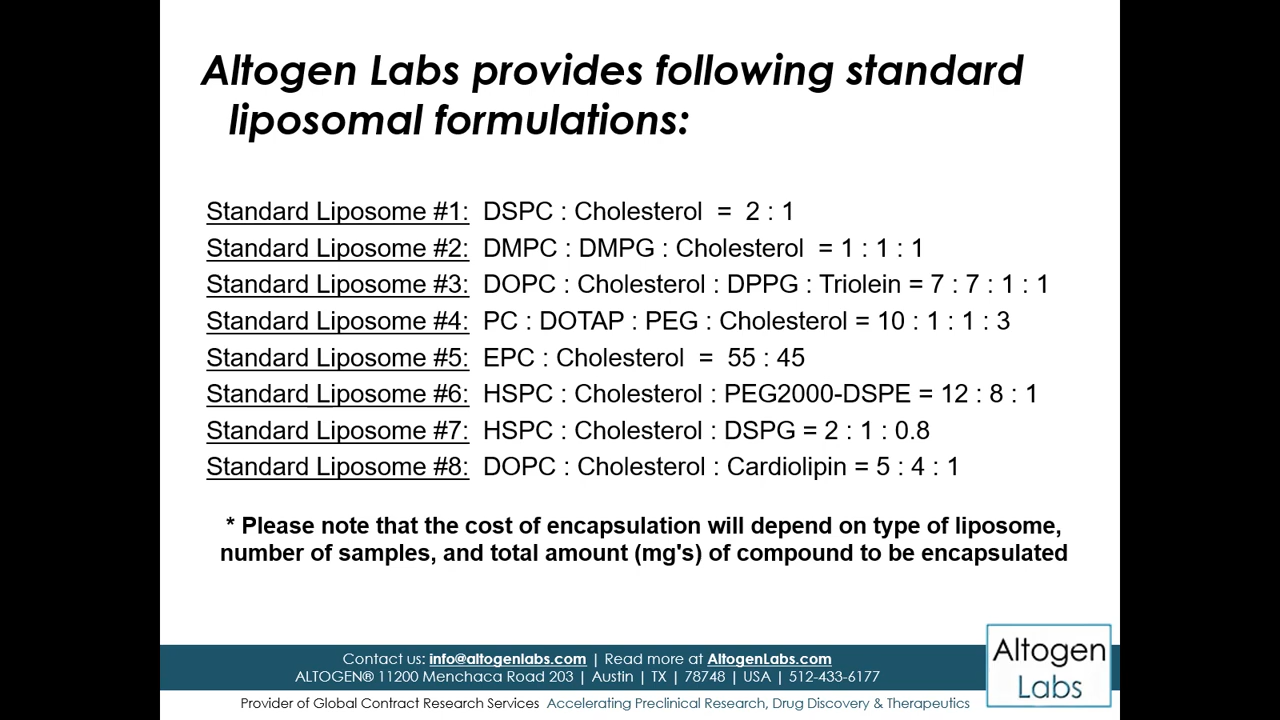 Altogen Labs provides following standard
liposomal formulations:
Standard Liposome #1: DSPC : Cholesterol = 2 : 1
Standard Liposome #2: DMPC : DMPG : Cholesterol = 1 : 1 : 1
Standard Liposome #3: DOPC : Cholesterol : DPPG : Triolein = 7 : 7 : 1 : 1
Standard Liposome #4: PC : DOTAP : PEG : Cholesterol = 10 : 1 : 1 : 3
Standard Liposome #5: EPC : Cholesterol = 55 : 45
Standard Liposome #6: HSPC : Cholesterol : PEG2000-DSPE = 12 : 8 : 1
Standard Liposome #7: HSPC : Cholesterol : DSPG = 2 : 1 : 0.8
Standard Liposome #8: DOPC : Cholesterol : Cardiolipin = 5 : 4 : 1
* Please note that the cost of encapsulation will depend on type of liposome,
number of samples, and total amount (mg's) of compound to be encapsulated
Contact us: info@altogenlabs.com | Read more at AltogenLabs.com
ALTOGEN® 11200 Menchaca Road 203 | Austin | TX | 78748 | USA | 512-433-6177
Provider of Global Contract Research Services Accelerating Preclinical Research, Drug Discovery & Therapeutics
Altogen
Labs